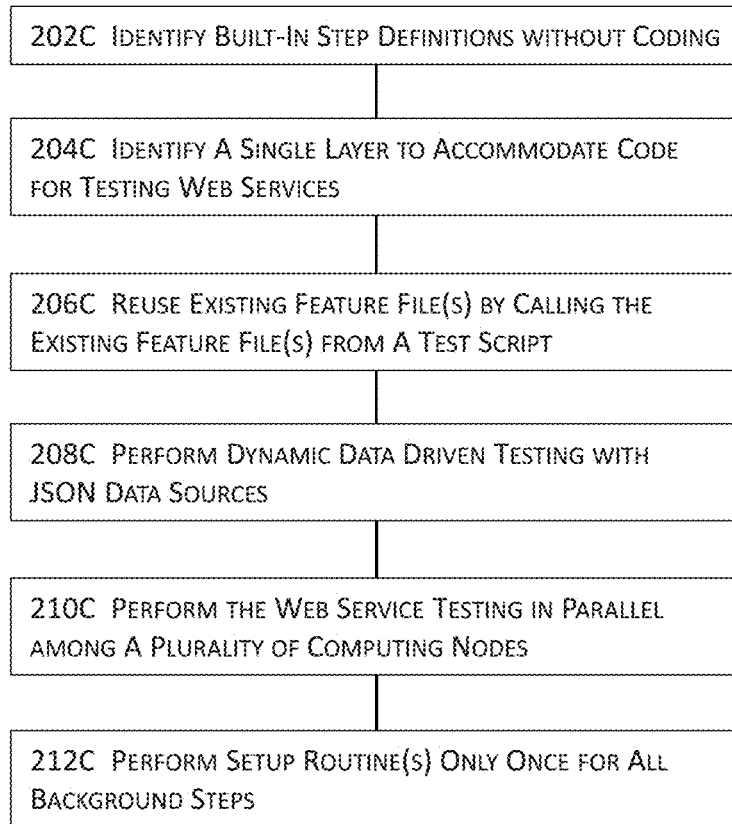 202C IDENTIFY BUILT-IN STEP DEFINITIONS WITHOUT CODING
204C IDENTIFY A SINGLE LAYER TO ACCOMMODATE CODE
FOR TESTING WEB SERVICES
206C REUSE EXISTING FEATURE FILE(S) BY CALLING THE
EXISTING FEATURE FILE(S) FROM A TEST SCRIPT
208C PERFORM DYNAMIC DATA DRIVEN TESTING WITH
JSON DATA SOURCES
210C PERFORM THE WEB SERVICE TESTING IN PARALLEL
AMONG A PLURALITY OF COMPUTING NODES
212C PERFORM SETUP ROUTINE(S) ONLY ONCE FOR ALL
BACKGROUND STEPS